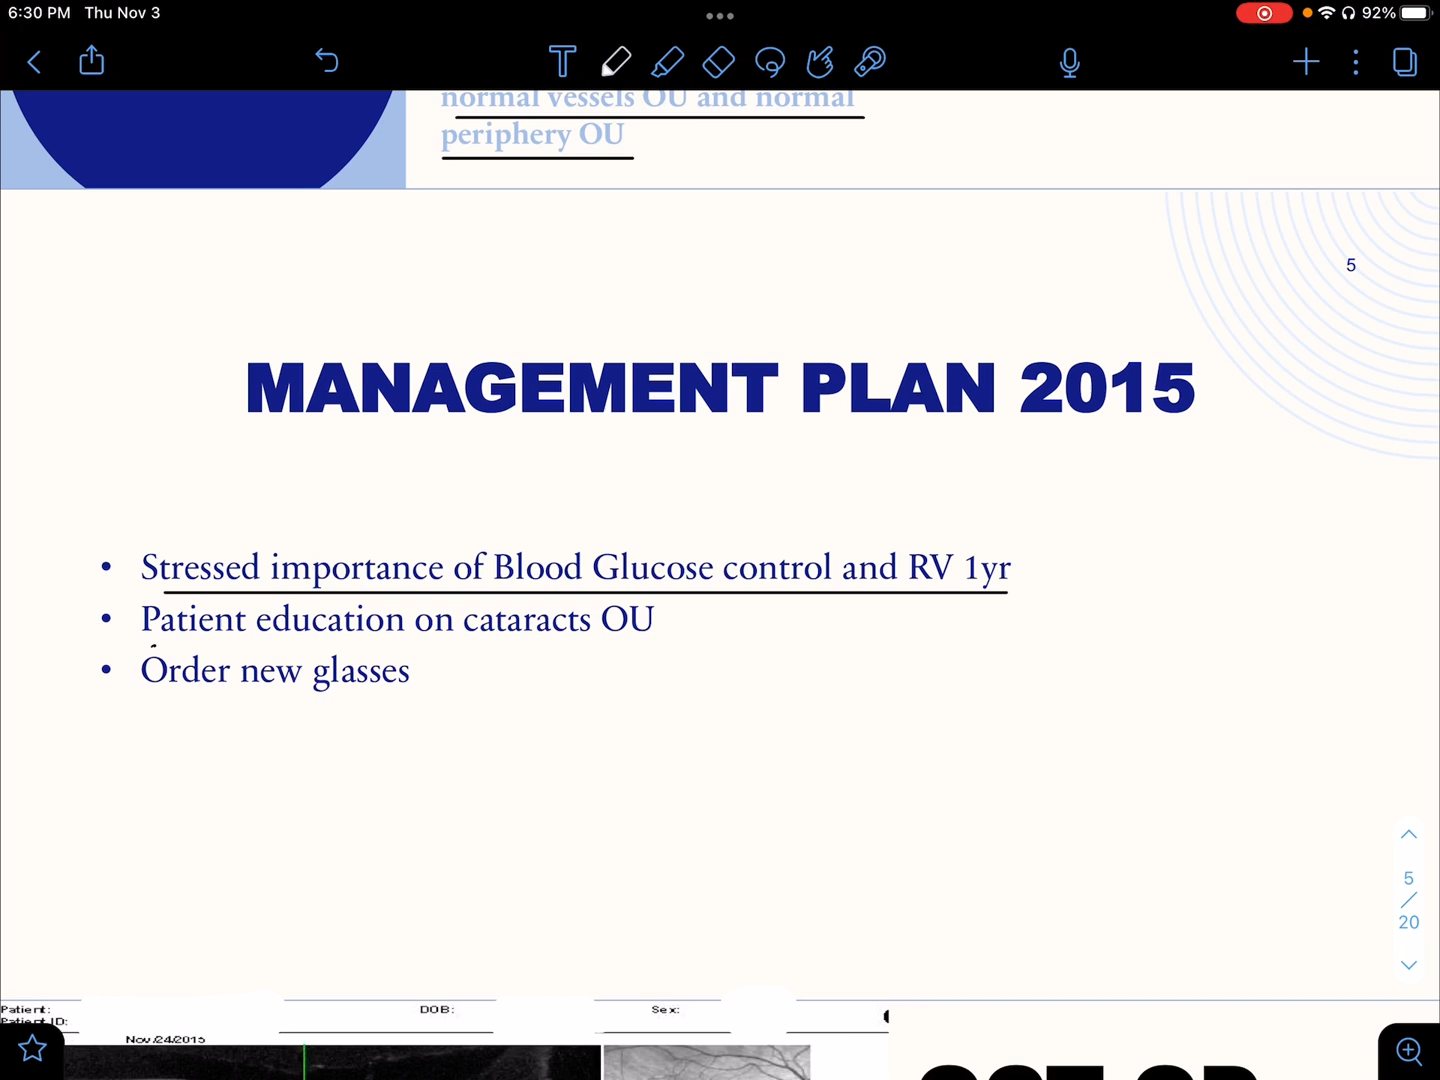 6:30 PM Thu Nov 3
92%
normal vessels OU and normal
periphery OU
5
MANAGEMENT PLAN 2015
• Stressed importance of Blood Glucose control and RV 1yr
• Patient education on cataracts OU
• Order new glasses
5
/
20
Patient: DOB: Sex:
Patient ID:
Nov/24/2015